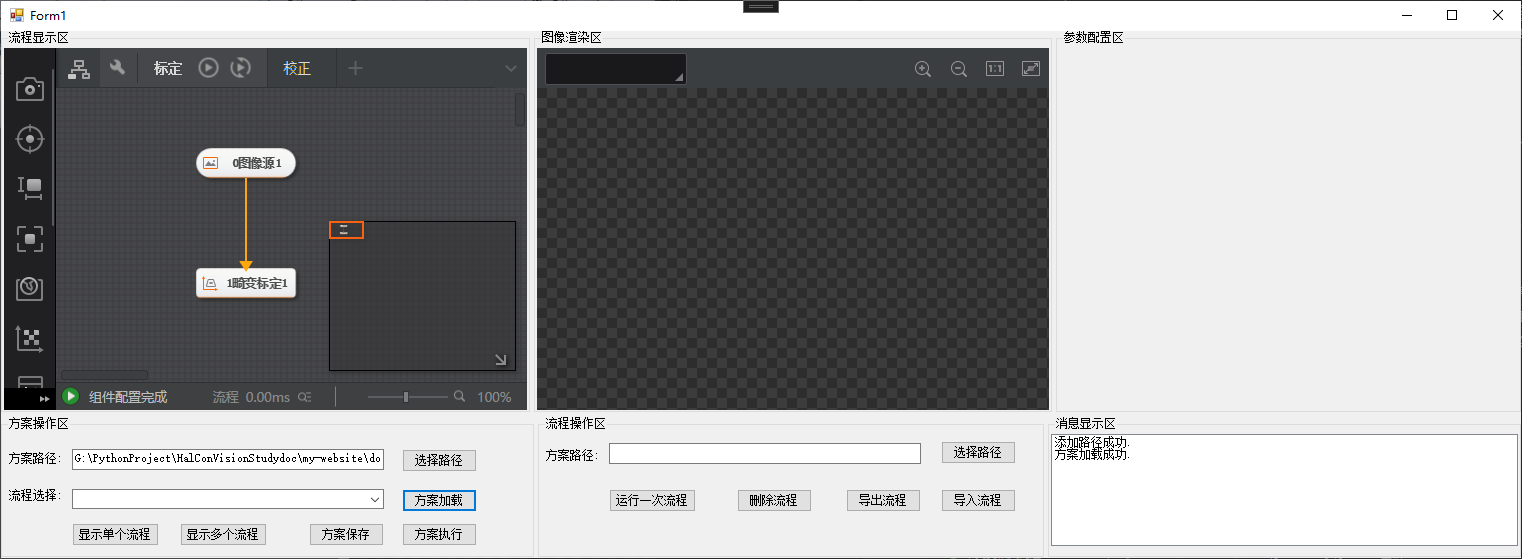 Form1
流程显示区
图像渲染区
参数配置区
标定
校正
1:1
0图像源1
1畸变标定1
组件配置完成
流程 0.00ms
100%
方案操作区
方案路径:
G:\PythonProject\HalConVisionStudydoc\my-website\do
选择路径
流程选择:
方案加载
显示单个流程
显示多个流程
方案保存
方案执行
流程操作区
方案路径:
选择路径
运行一次流程
删除流程
导出流程
导入流程
消息显示区
添加路径成功.
方案加载成功.